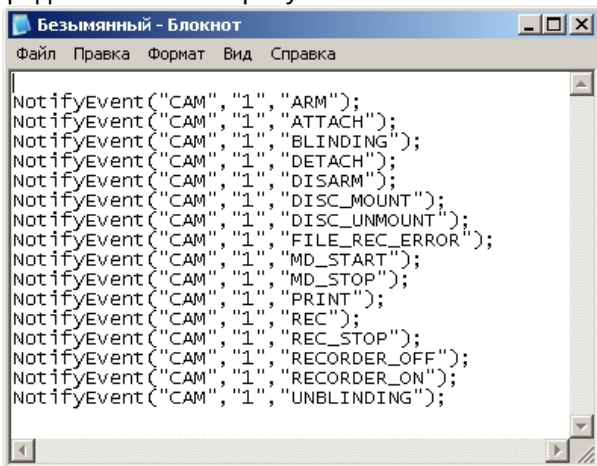 Безымянный - Блокнот
Файл Правка Формат Вид Справка
NotifyEvent("CAM","1","ARM");
NotifyEvent("CAM","1","ATTACH");
NotifyEvent("CAM","1","BLINDING");
NotifyEvent("CAM","1","DETACH");
NotifyEvent("CAM","1","DISARM");
NotifyEvent("CAM","1","DISC_MOUNT");
NotifyEvent("CAM","1","DISC_UNMOUNT");
NotifyEvent("CAM","1","FILE_REC_ERROR");
NotifyEvent("CAM","1","MD_START");
NotifyEvent("CAM","1","MD_STOP");
NotifyEvent("CAM","1","PRINT");
NotifyEvent("CAM","1","REC");
NotifyEvent("CAM","1","REC_STOP");
NotifyEvent("CAM","1","RECORDER_OFF");
NotifyEvent("CAM","1","RECORDER_ON");
NotifyEvent("CAM","1","UNBLINDING");